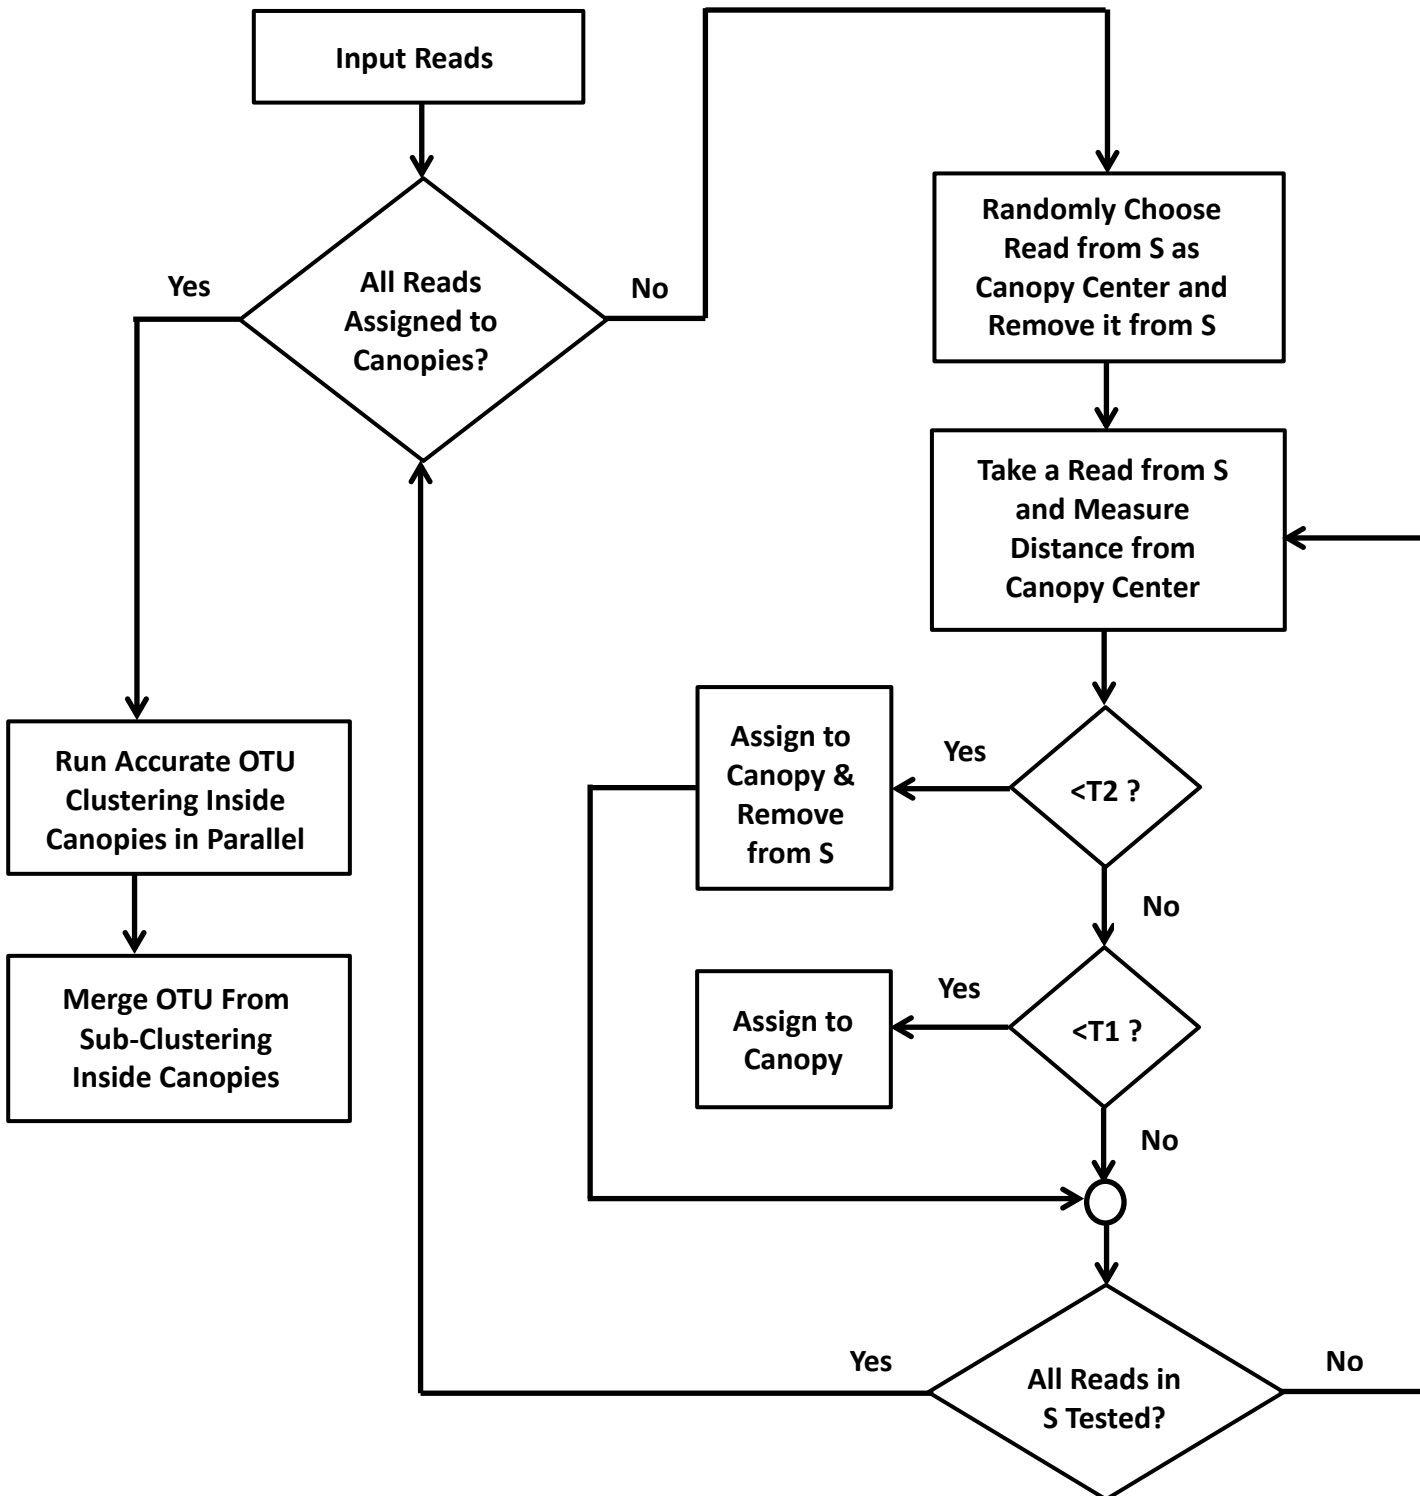 Input Reads
All Reads
Assigned to
Canopies?
Yes
No
Randomly Choose
Read from S as
Canopy Center and
Remove it from S
Take a Read from S
and Measure
Distance from
Canopy Center
<T2 ?
Yes
Assign to
Canopy &
Remove
from S
No
<T1 ?
Yes
Assign to
Canopy
No
All Reads in
S Tested?
Yes
No
Run Accurate OTU
Clustering Inside
Canopies in Parallel
Merge OTU From
Sub-Clustering
Inside Canopies